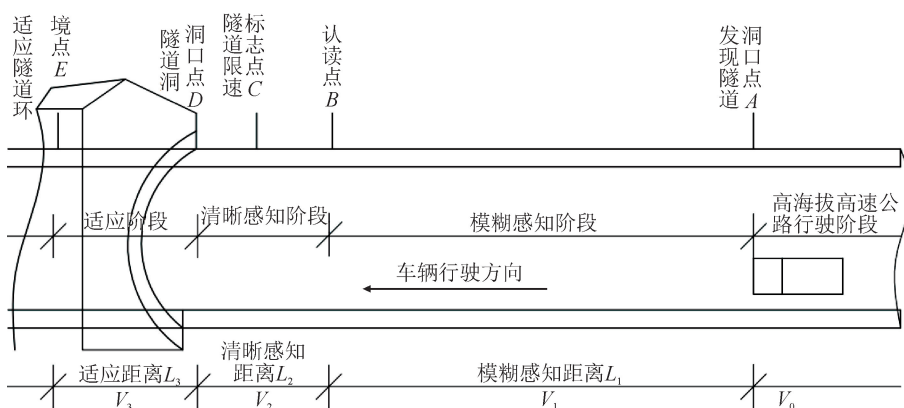 适应隧道环
境点E
隧道洞
洞口点D
隧道限速
标志点C
认读点B
发现隧道
洞口点A
适应阶段
清晰感知阶段
模糊感知阶段
高海拔高速公
路行驶阶段
车辆行驶方向
适应距离L₃
清晰感知
距离L₂
模糊感知距离L₁
V₃
V₂
V₁
V₀